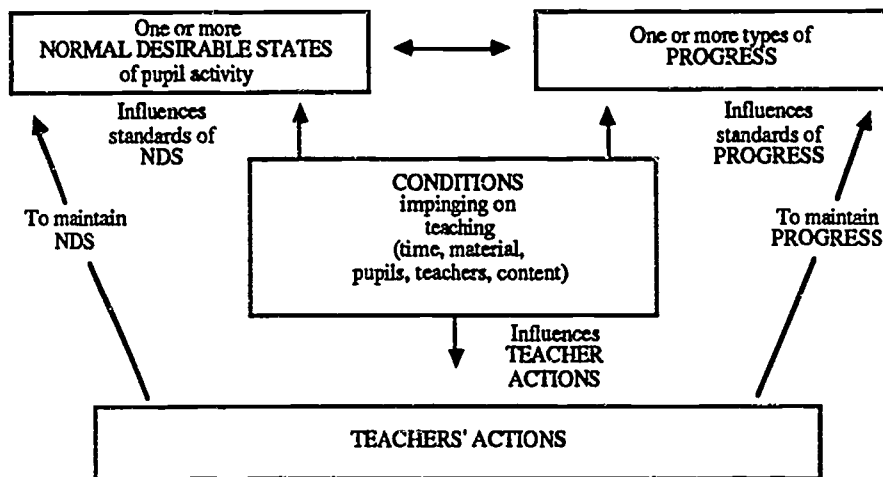 One or more
NORMAL DESIRABLE STATES
of pupil activity
One or more types of
PROGRESS
Influences
standards of
NDS
Influences
standards of
PROGRESS
CONDITIONS
impinging on
teaching
(time, material,
pupils, teachers, content)
To maintain
NDS
To maintain
PROGRESS
Influences
TEACHER
ACTIONS
TEACHERS' ACTIONS